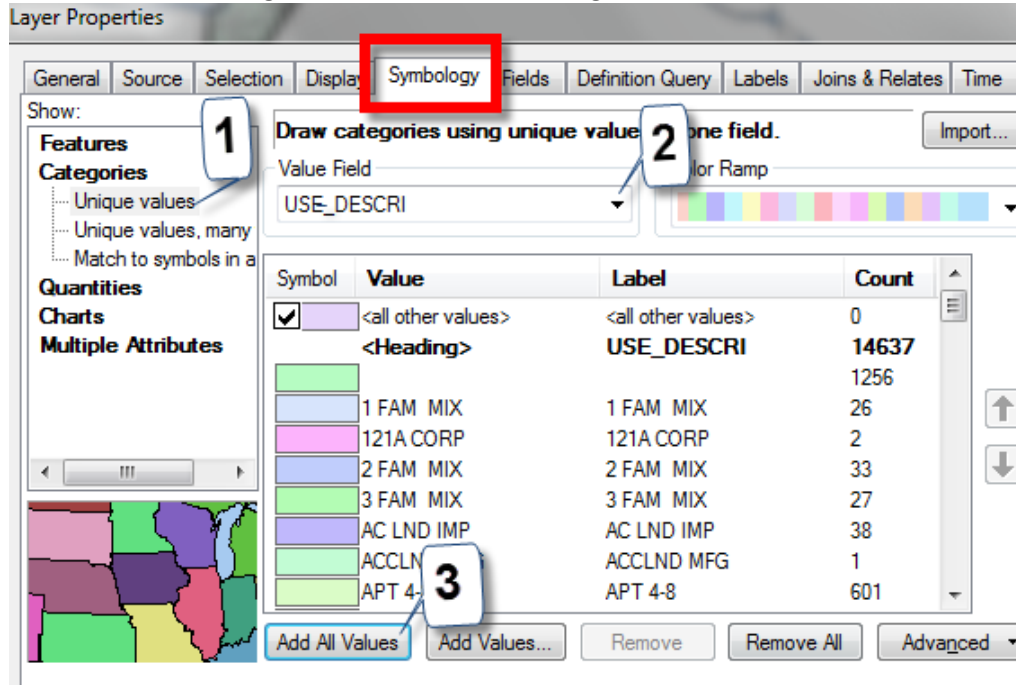 Layer Properties
General Source Selection Display Symbology Fields Definition Query Labels Joins & Relates Time
Show:
Features
Categories
Unique values
Unique values, many
Match to symbols in a
Quantities
Charts
Multiple Attributes
1
Draw categories using unique value one field.
2
Import...
Value Field
USE_DESCRI
Ramp
Symbol Value Label Count
<all other values> <all other values> 0
<Heading> USE_DESCRI 14637
1256
1 FAM MIX 1 FAM MIX 26
121A CORP 121A CORP 2
2 FAM MIX 2 FAM MIX 33
3 FAM MIX 3 FAM MIX 27
AC LND IMP AC LND IMP 38
ACCLND MFG 1
APT 4- APT 4-8 601
3
Add All Values Add Values... Remove Remove All Advanced